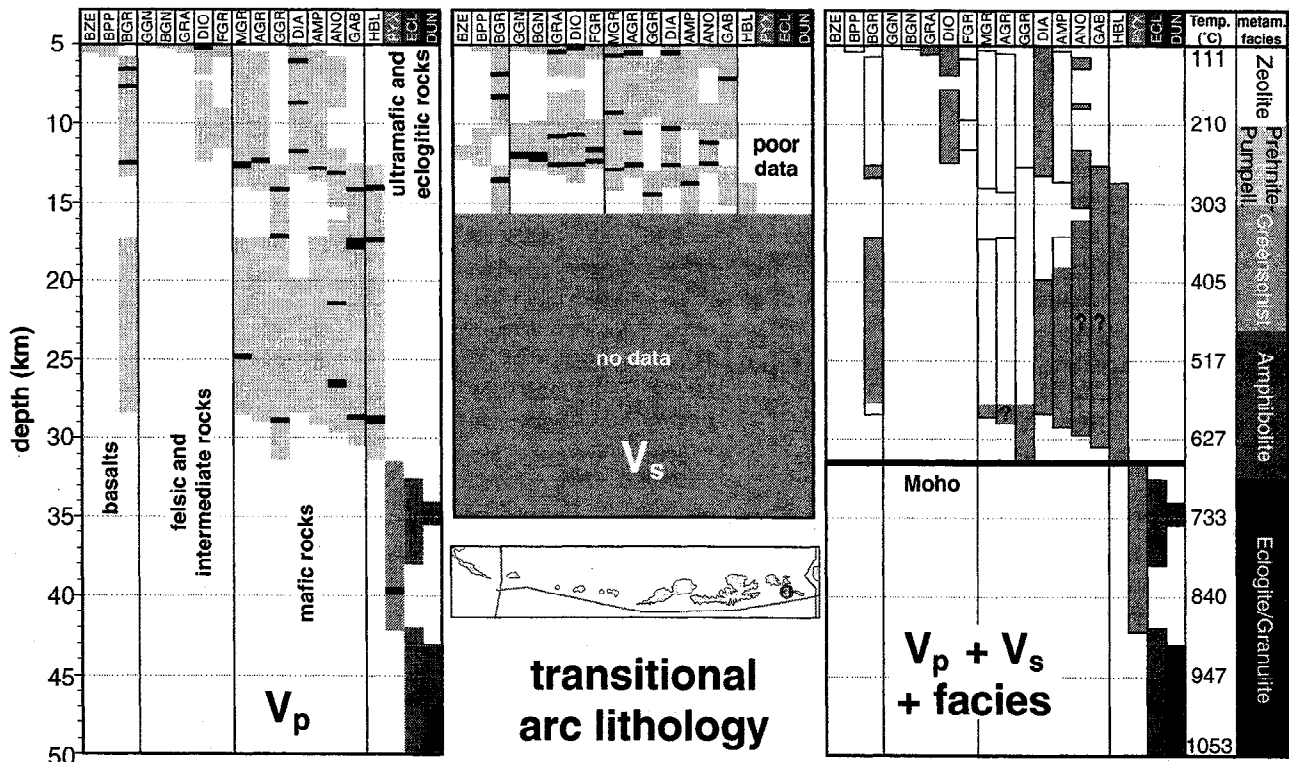 BZE BPP BGR GGN BGN GRA DIO FGR MGR AGR GGR DIA AMP ANO GAB HBL PYX ECL DUN
5
10
15
20
25
30
35
40
45
50
depth (km)
basalts
felsic and
intermediate rocks
mafic rocks
ultramafic and
eclogitic rocks
Vp
BZE BPP BGR GGN BGN GRA DIO FGR MGR AGR GGR DIA AMP ANO GAB HBL PYX ECL DUN
poor
data
no data
Vs
transitional
arc lithology
BZE BPP BGR GGN BGN GRA DIO FGR MGR AGR GGR DIA AMP ANO GAB HBL PYX ECL DUN
? ? ?
Moho
Vp + Vs
+ facies
Temp.
(°C)
111
210
303
405
517
627
733
840
947
1053
metam.
facies
Zeolite
Prehnite-
Pumpell.
Greenschst.
Amphibolite
Eclogite/Granulite